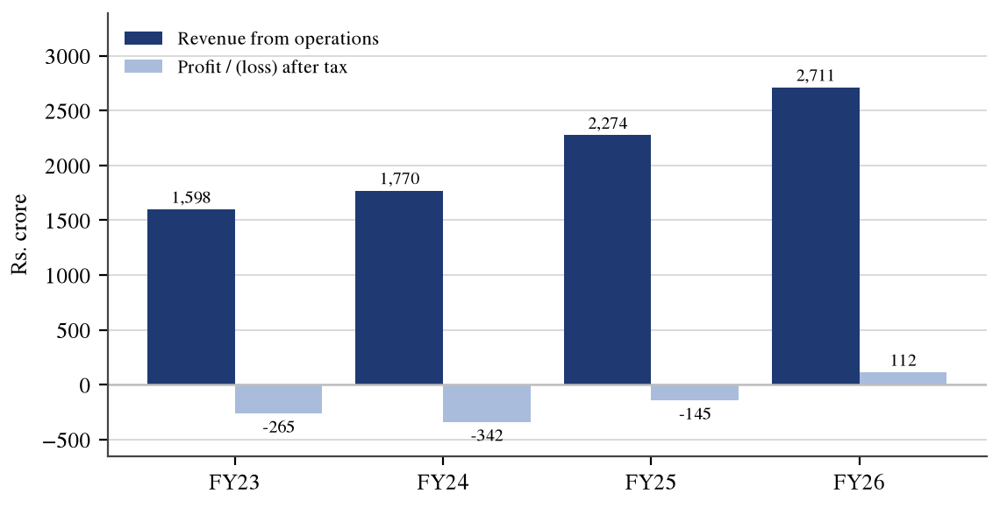 Revenue from operations
Profit / (loss) after tax
Rs. crore
3000
2500
2000
1500
1000
500
0
−500
1,598
-265
1,770
-342
2,274
-145
2,711
112
FY23
FY24
FY25
FY26